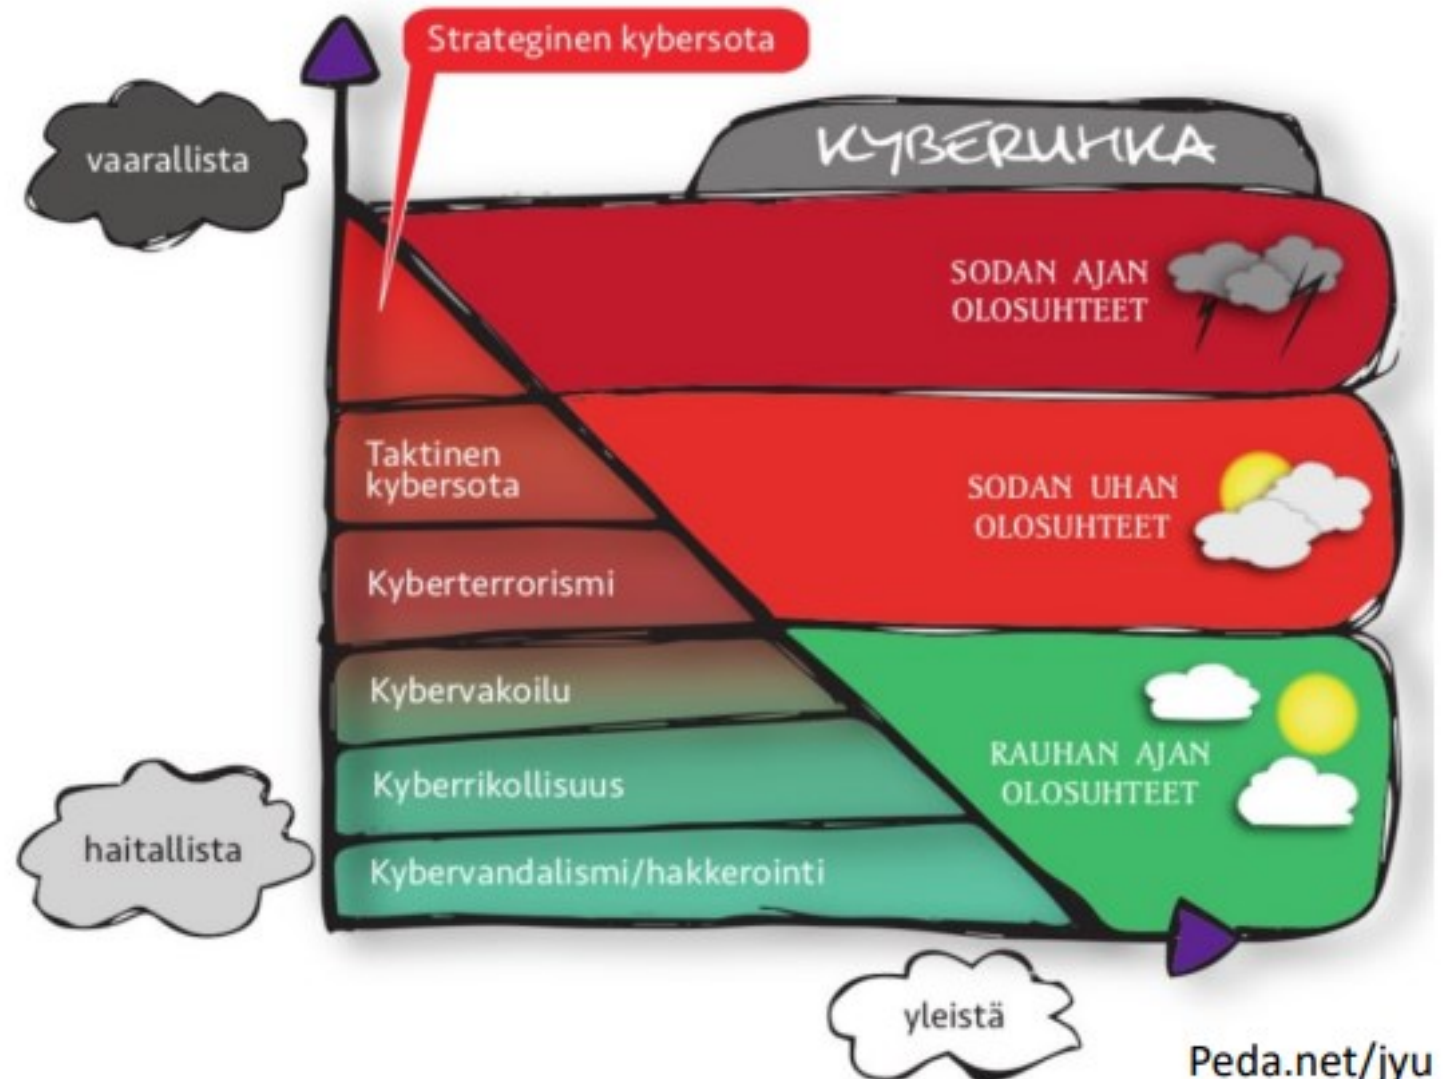 Strateginen kybersota
KYBERUHKA
vaarallista
SODAN AJAN
OLOSUHTEET
Taktinen
kybersota
SODAN UHAN
OLOSUHTEET
Kyberterrorismi
Kybervakoilu
RAUHAN AJAN
OLOSUHTEET
Kyberrikollisuus
haitallista
Kybervandalismi/hakkerointi
yleistä
Peda.net/jyu